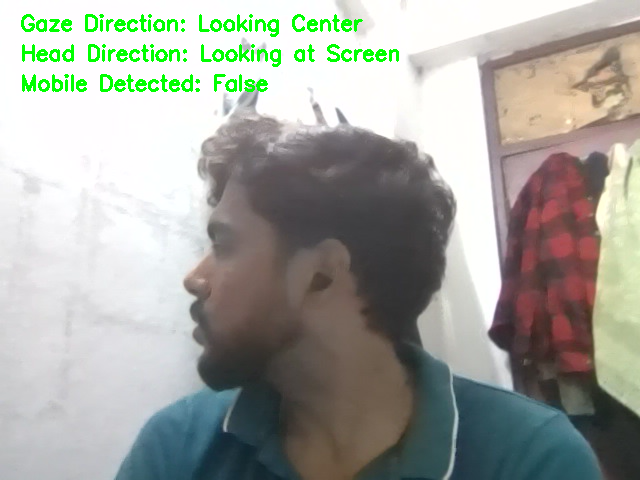 Gaze Direction: Looking Center
Head Direction: Looking at Screen
Mobile Detected: False